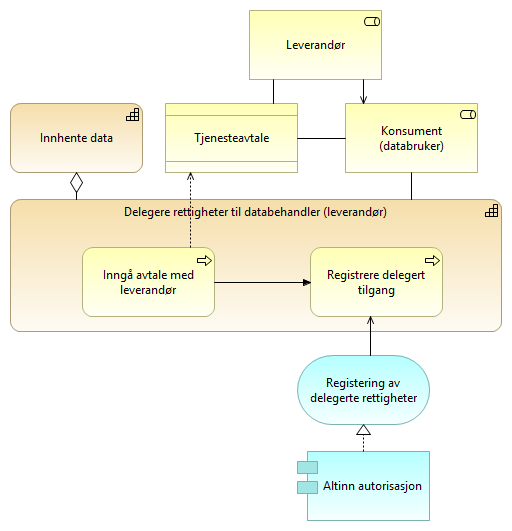 Leverandør
Innhente data
Tjenesteavtale
Konsument
(databruker)
Delegere rettigheter til databehandler (leverandør)
Inngå avtale med
leverandør
Registrere delegert
tilgang
Registering av
delegerte rettigheter
Altinn autorisasjon